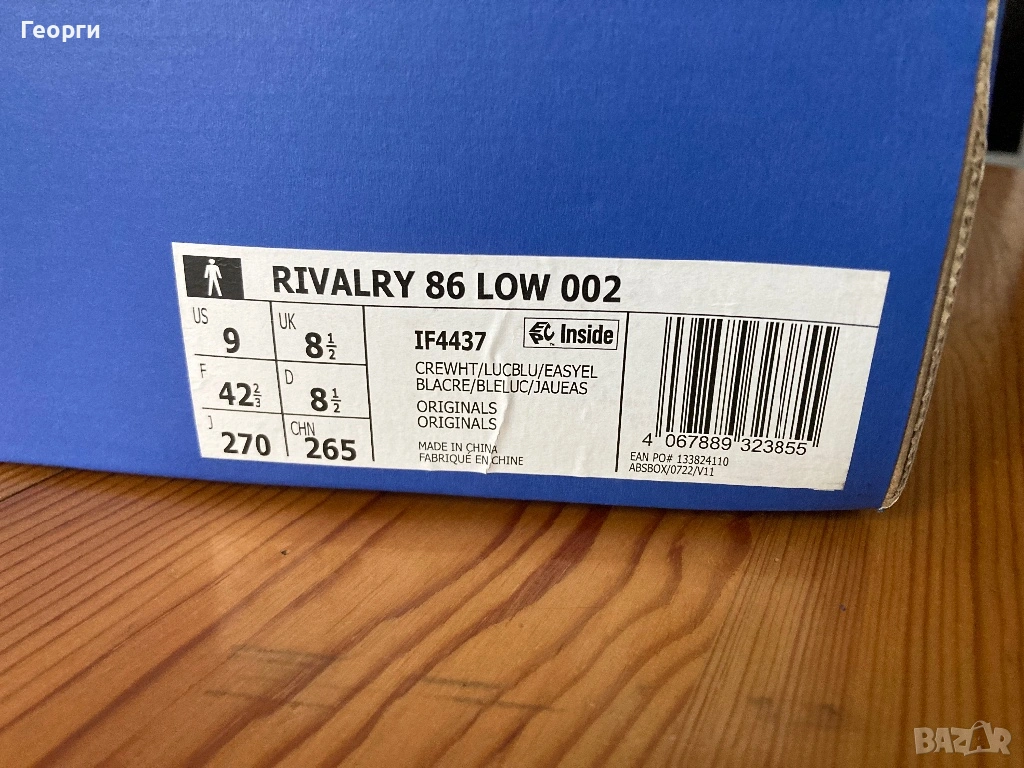 Георги
RIVALRY 86 LOW 002
US 9 UK 8 1/2
F 42 2/3 D 8 1/2
J 270 CHN 265
IF4437 Inside
CREWHT/LUCBLU/EASYEL
BLACRE/BLELUC/JAUEAS
ORIGINALS
ORIGINALS
MADE IN CHINA
FABRIQUÉ EN CHINE
4 067889 323855
EAN PO# 133824110
ABSBOX/0722/V11
BAZAR